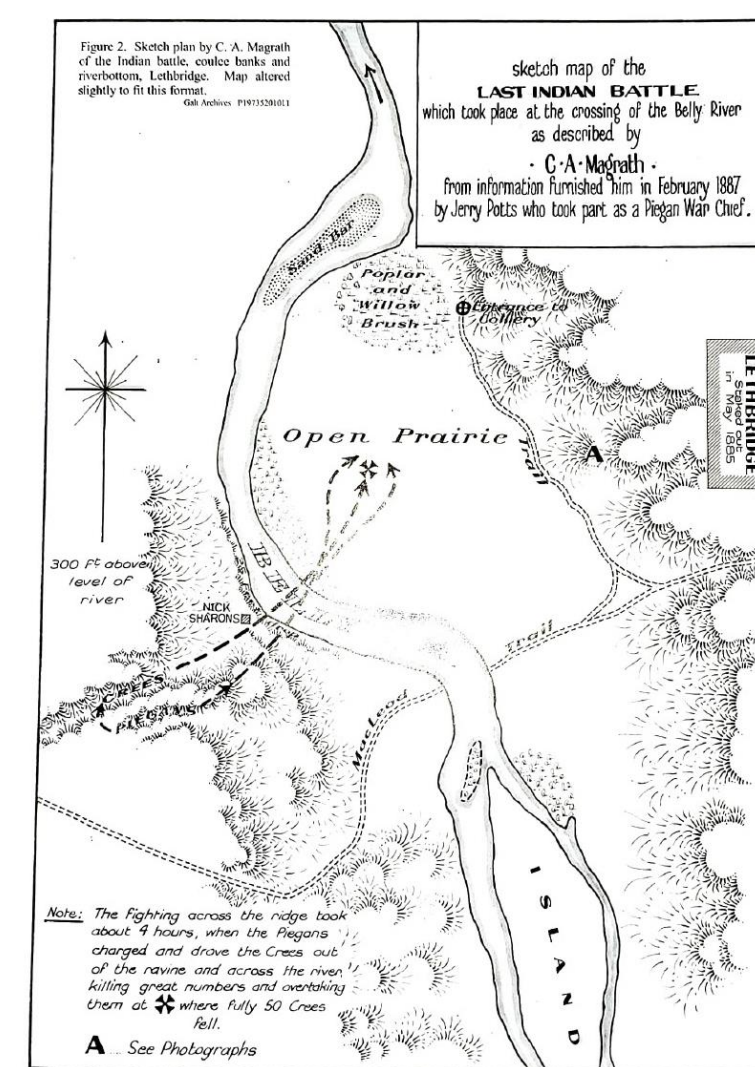 Figure 2. Sketch plan by C. A. Magrath
of the Indian battle, coulee banks and
riverbottom, Lethbridge. Map altered
slightly to fit this format.
Galt Archives P19735201011
sketch map of the
LAST INDIAN BATTLE
which took place at the crossing of the Belly River
as described by
· C·A·Magrath ·
from information furnished him in February 1887
by Jerry Potts who took part as a Piegan War Chief.
Sand Bar
Poplar
and
Willow
Brush
Entrance to
Colliery
LETHBRIDGE
Staked out
in May 1885
Open Prairie
Trail
A
300 ft above
level of
river
NICK
SHARONS
CREES
PIEGANS
Trail
Macleod
ISLAND
Note: The fighting across the ridge took
about 4 hours, when the Piegans
charged and drove the Crees out
of the ravine and across the river,
killing great numbers and overtaking
them at where fully 50 Crees
fell.
A ... See Photographs